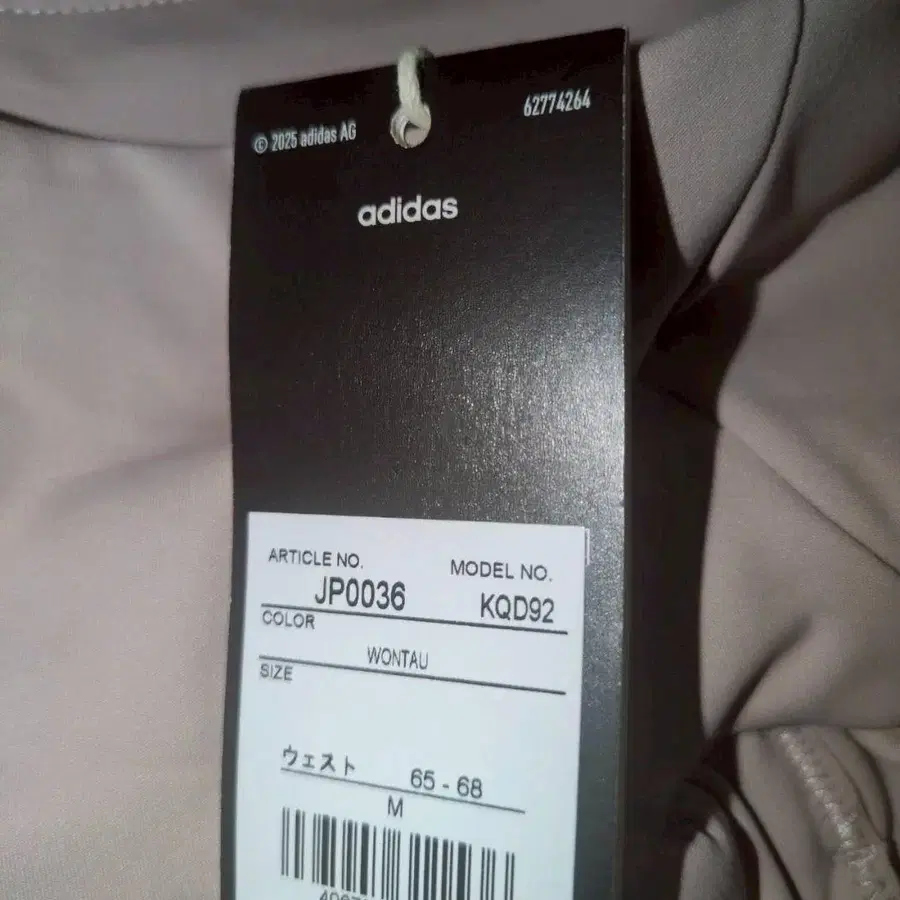 62774264
© 2025 adidas AG
adidas
ARTICLE NO. MODEL NO.
JP0036 KQD92
COLOR
WONTAU
SIZE
ウェスト 65 - 68
M